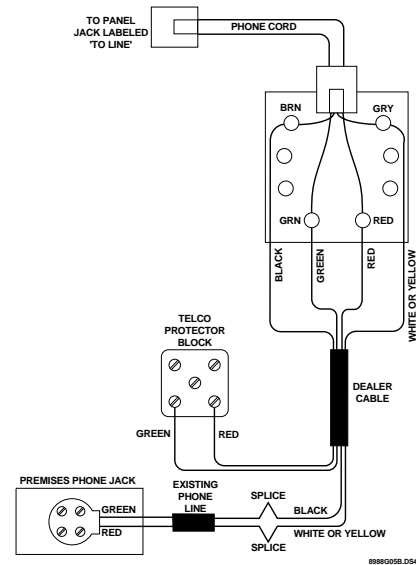 TO PANEL
JACK LABELED
'TO LINE'
PHONE CORD
BRN
GRY
GRN
RED
BLACK
GREEN
RED
WHITE OR YELLOW
TELCO
PROTECTOR
BLOCK
DEALER
CABLE
GREEN
RED
PREMISES PHONE JACK
EXISTING
PHONE
LINE
SPLICE
GREEN
BLACK
RED
WHITE OR YELLOW
SPLICE
8988G05B.DS4